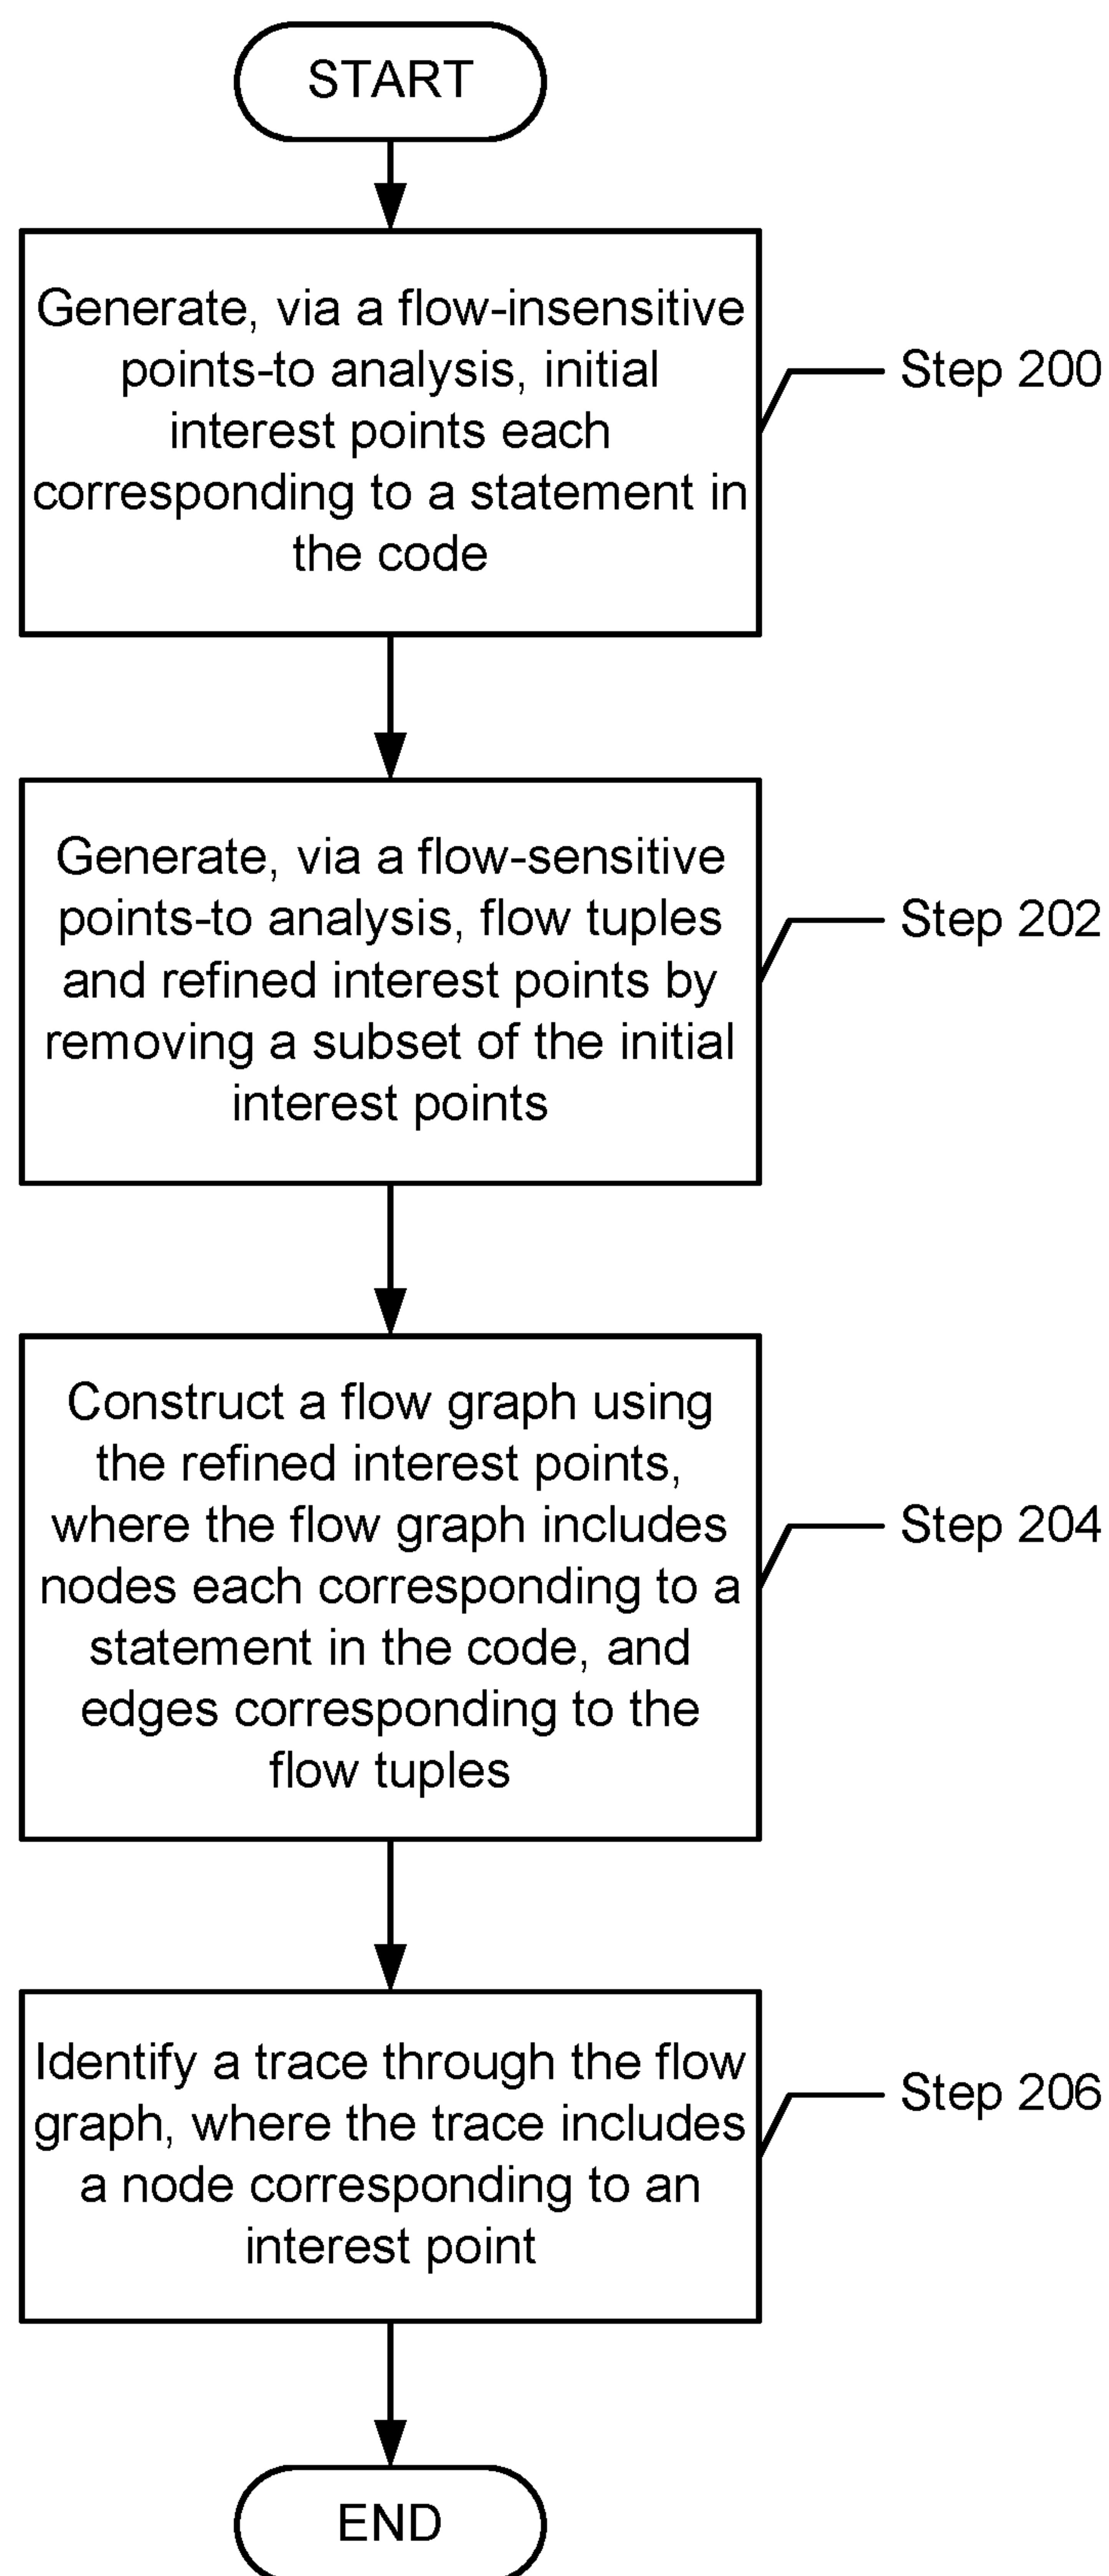 START
Generate, via a flow-insensitive
points-to analysis, initial
interest points each
corresponding to a statement in
the code
Step 200
Generate, via a flow-sensitive
points-to analysis, flow tuples
and refined interest points by
removing a subset of the initial
interest points
Step 202
Construct a flow graph using
the refined interest points,
where the flow graph includes
nodes each corresponding to a
statement in the code, and
edges corresponding to the
flow tuples
Step 204
Identify a trace through the flow
graph, where the trace includes
a node corresponding to an
interest point
Step 206
END